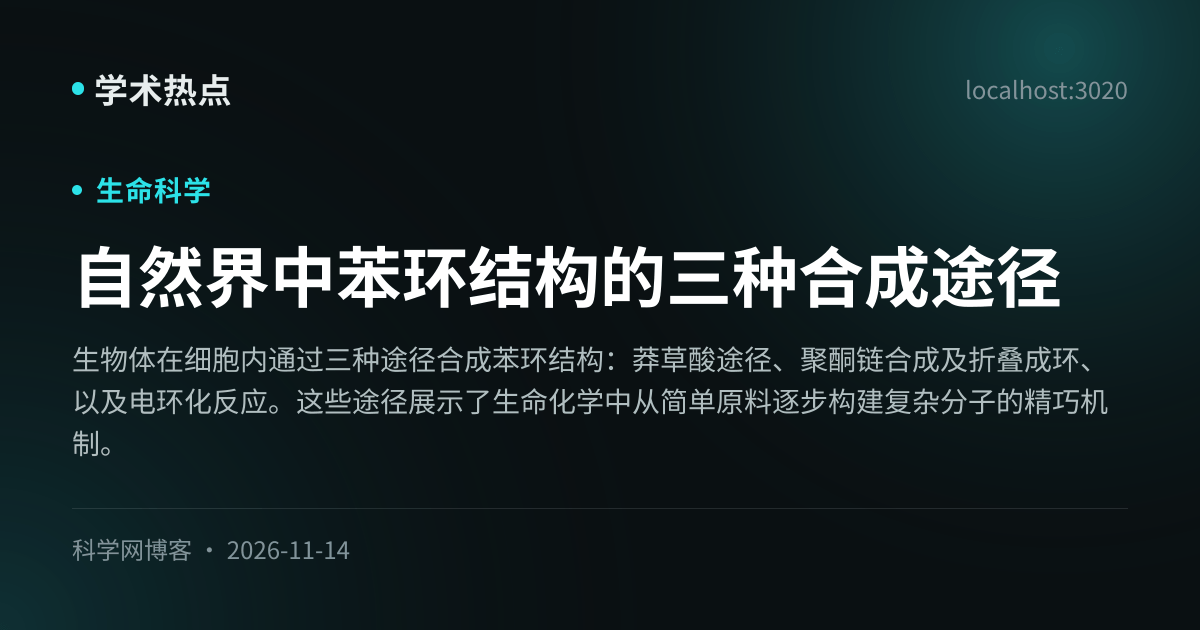 学术热点
localhost:3020
生命科学
自然界中苯环结构的三种合成途径
生物体在细胞内通过三种途径合成苯环结构：莽草酸途径、聚酮链合成及折叠成环、
以及电环化反应。这些途径展示了生命化学中从简单原料逐步构建复杂分子的精巧机
制。
科学网博客 • 2026-11-14